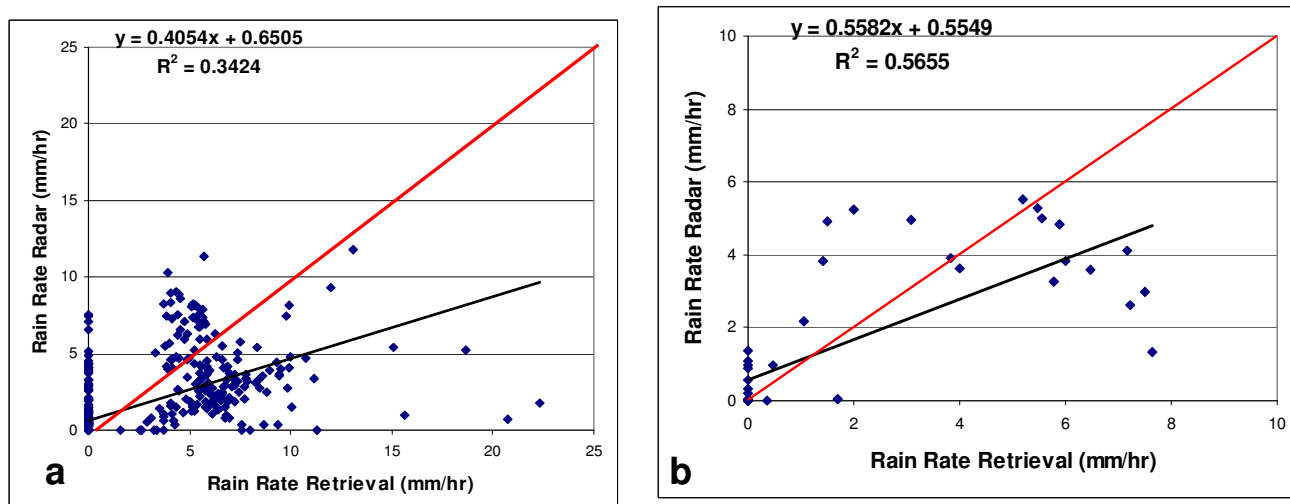 y = 0.4054x + 0.6505
R² = 0.3424
25
20
15
10
5
0
0 5 10 15 20 25
Rain Rate Radar (mm/hr)
Rain Rate Retrieval (mm/hr)
a
y = 0.5582x + 0.5549
R² = 0.5655
10
8
6
4
2
0
0 2 4 6 8 10
Rain Rate Radar (mm/hr)
Rain Rate Retrieval (mm/hr)
b